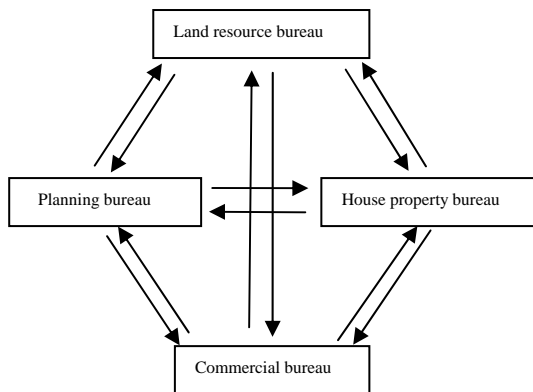 Land resource bureau
Planning bureau
House property bureau
Commercial bureau